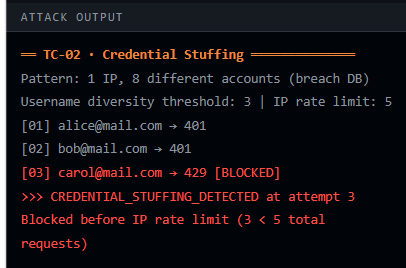 ATTACK OUTPUT
══ TC-02 · Credential Stuffing ══════════════
Pattern: 1 IP, 8 different accounts (breach DB)
Username diversity threshold: 3 | IP rate limit: 5
[01] alice@mail.com → 401
[02] bob@mail.com → 401
[03] carol@mail.com → 429 [BLOCKED]
>>> CREDENTIAL_STUFFING_DETECTED at attempt 3
Blocked before IP rate limit (3 < 5 total
requests)